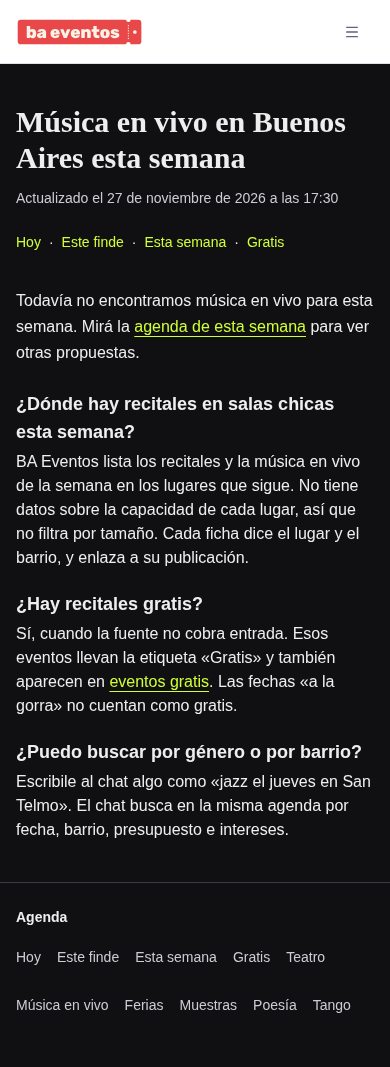 ba eventos
Música en vivo en Buenos
Aires esta semana
Actualizado el 27 de noviembre de 2026 a las 17:30
Hoy · Este finde · Esta semana · Gratis
Todavía no encontramos música en vivo para esta
semana. Mirá la agenda de esta semana para ver
otras propuestas.
¿Dónde hay recitales en salas chicas
esta semana?
BA Eventos lista los recitales y la música en vivo
de la semana en los lugares que sigue. No tiene
datos sobre la capacidad de cada lugar, así que
no filtra por tamaño. Cada ficha dice el lugar y el
barrio, y enlaza a su publicación.
¿Hay recitales gratis?
Sí, cuando la fuente no cobra entrada. Esos
eventos llevan la etiqueta «Gratis» y también
aparecen en eventos gratis. Las fechas «a la
gorra» no cuentan como gratis.
¿Puedo buscar por género o por barrio?
Escribile al chat algo como «jazz el jueves en San
Telmo». El chat busca en la misma agenda por
fecha, barrio, presupuesto e intereses.
Agenda
Hoy Este finde Esta semana Gratis Teatro
Música en vivo Ferias Muestras Poesía Tango